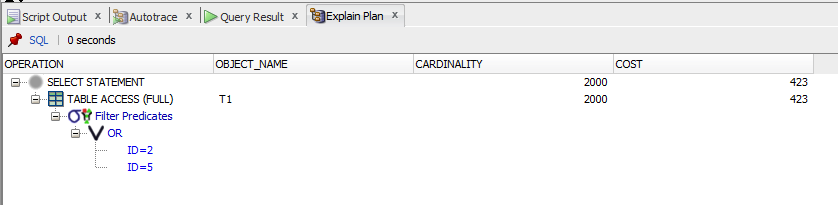 Script Output x Autotrace x Query Result x Explain Plan x
SQL | 0 seconds
OPERATION OBJECT_NAME CARDINALITY COST
SELECT STATEMENT 2000 423
TABLE ACCESS (FULL) T1 2000 423
Filter Predicates
OR
ID=2
ID=5